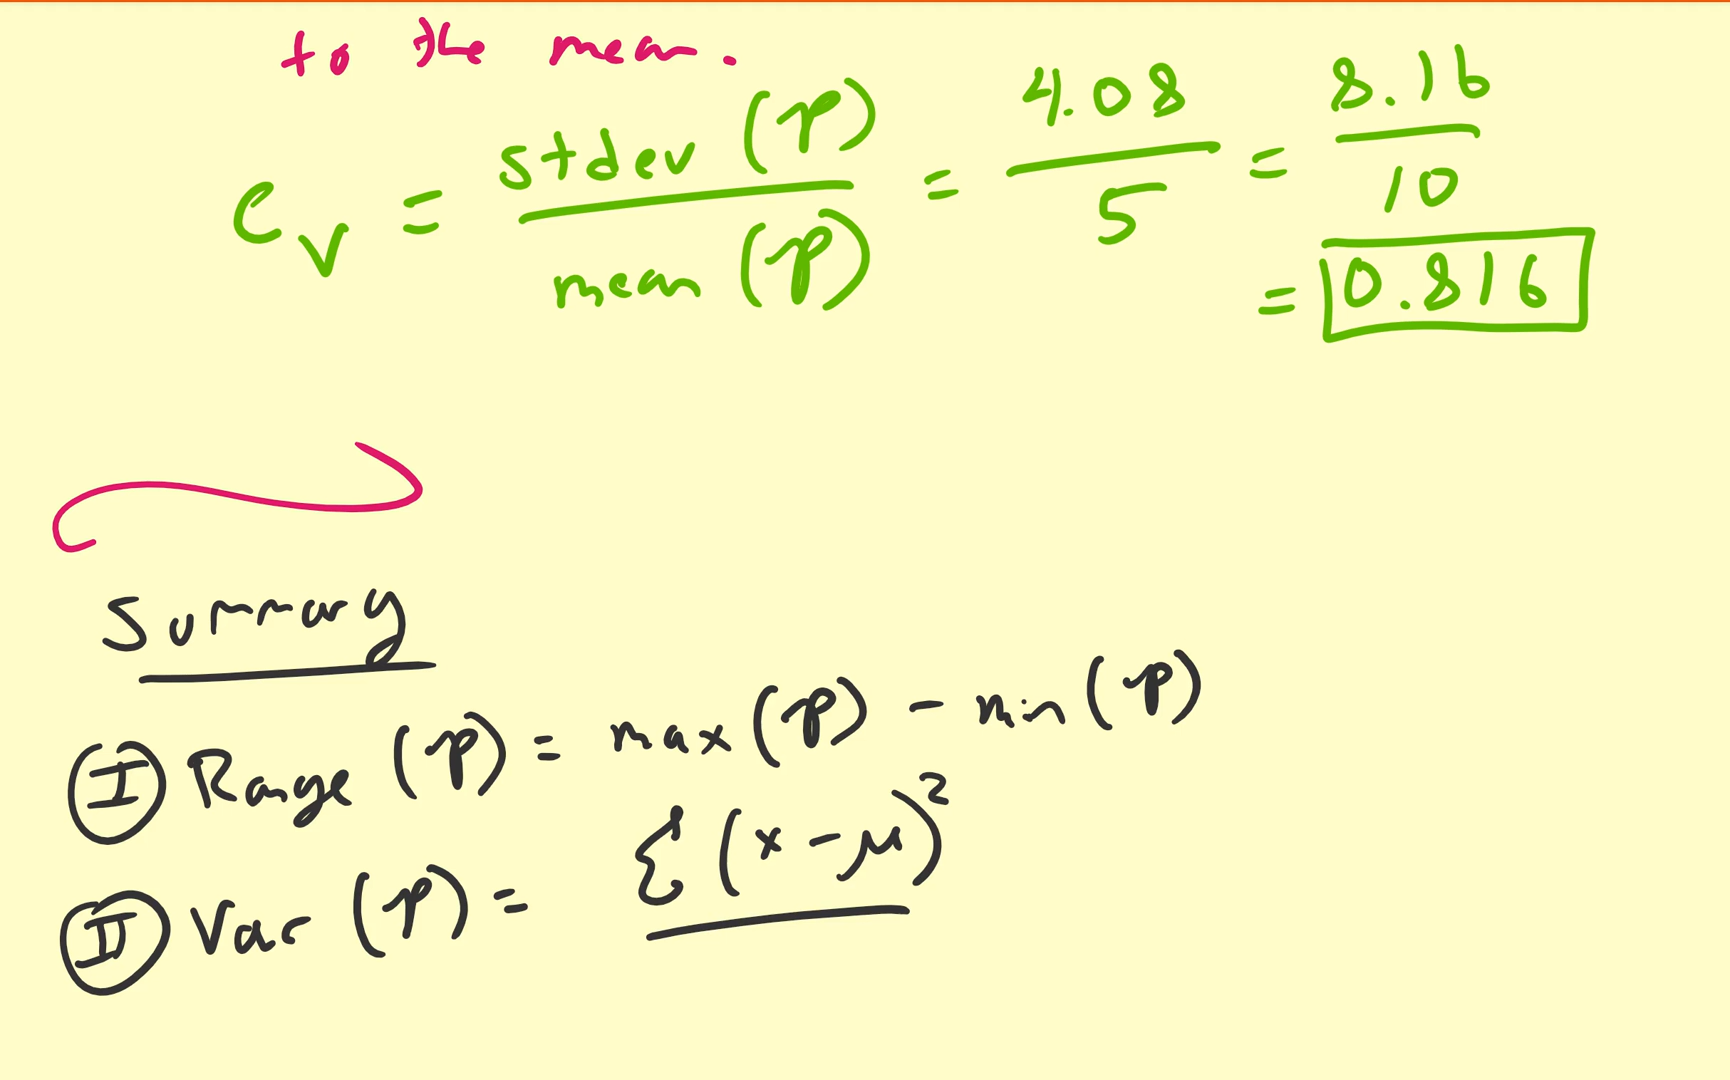 to the mean.
C_v = stdev(p) / mean(p) = 4.08 / 5 = 8.16 / 10
= 0.816
Summary
I Range (p) = max(p) - min(p)
II Var (p) = Σ(x-μ)²